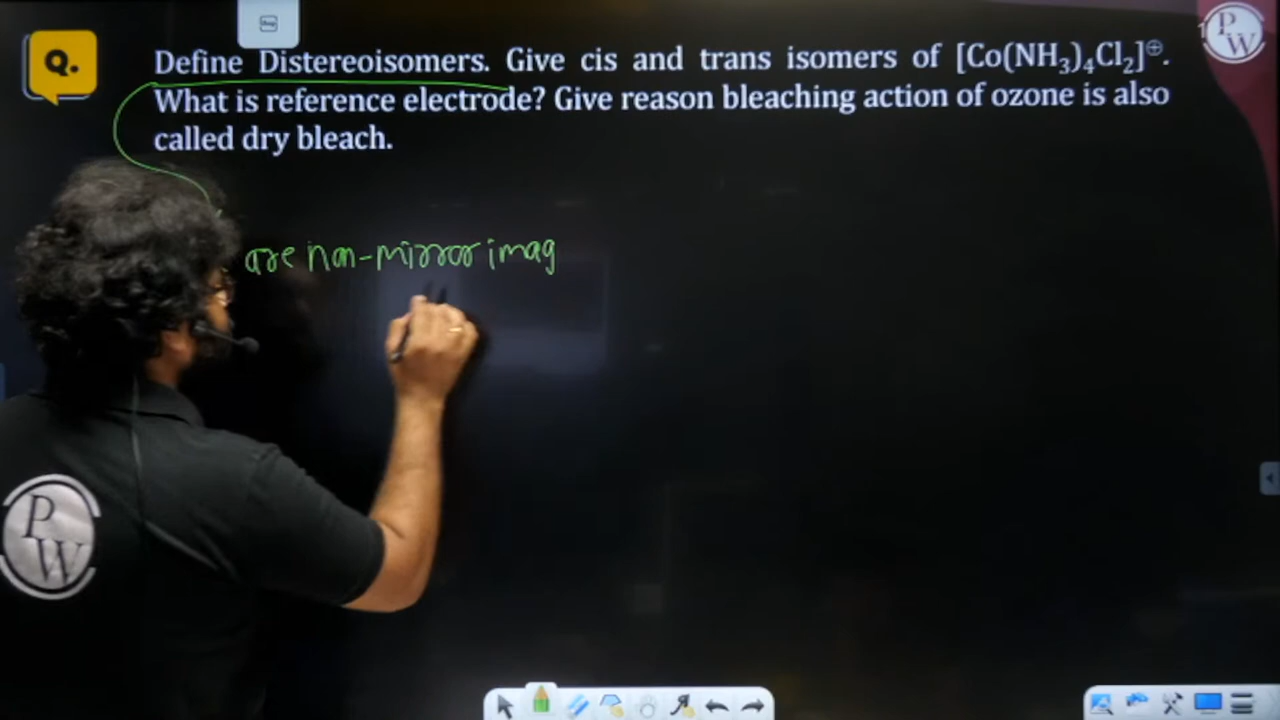 Q.
Define Distereoisomers. Give cis and trans isomers of [Co(NH₃)₄Cl₂]⊕.
What is reference electrode? Give reason bleaching action of ozone is also
called dry bleach.
are non-mirror imag
P
W
P
W